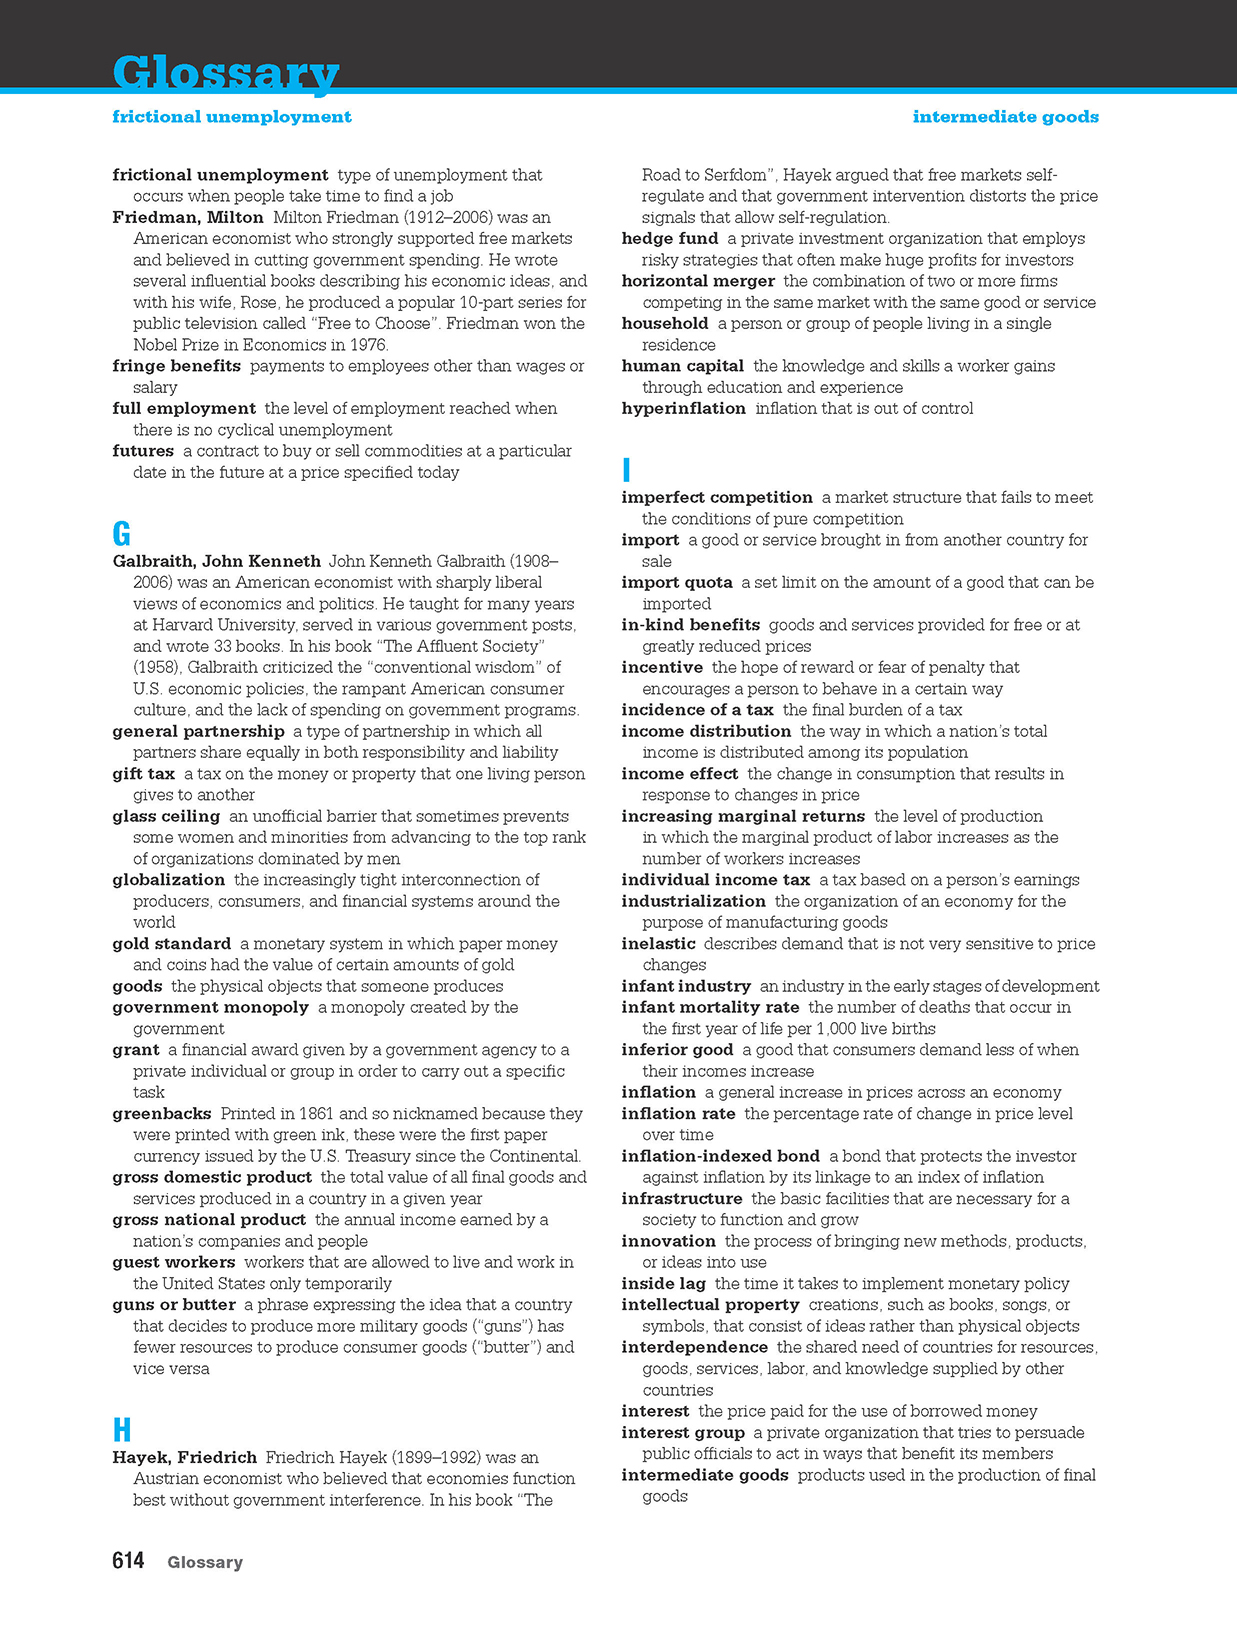 Glossary
frictional unemployment
intermediate goods
frictional unemployment type of unemployment that
occurs when people take time to find a job
Friedman, Milton Milton Friedman (1912–2006) was an
American economist who strongly supported free markets
and believed in cutting government spending. He wrote
several influential books describing his economic ideas, and
with his wife, Rose, he produced a popular 10-part series for
public television called “Free to Choose”. Friedman won the
Nobel Prize in Economics in 1976.
fringe benefits payments to employees other than wages or
salary
full employment the level of employment reached when
there is no cyclical unemployment
futures a contract to buy or sell commodities at a particular
date in the future at a price specified today
G
Galbraith, John Kenneth John Kenneth Galbraith (1908–
2006) was an American economist with sharply liberal
views of economics and politics. He taught for many years
at Harvard University, served in various government posts,
and wrote 33 books. In his book “The Affluent Society”
(1958), Galbraith criticized the “conventional wisdom” of
U.S. economic policies, the rampant American consumer
culture, and the lack of spending on government programs.
general partnership a type of partnership in which all
partners share equally in both responsibility and liability
gift tax a tax on the money or property that one living person
gives to another
glass ceiling an unofficial barrier that sometimes prevents
some women and minorities from advancing to the top rank
of organizations dominated by men
globalization the increasingly tight interconnection of
producers, consumers, and financial systems around the
world
gold standard a monetary system in which paper money
and coins had the value of certain amounts of gold
goods the physical objects that someone produces
government monopoly a monopoly created by the
government
grant a financial award given by a government agency to a
private individual or group in order to carry out a specific
task
greenbacks Printed in 1861 and so nicknamed because they
were printed with green ink, these were the first paper
currency issued by the U.S. Treasury since the Continental.
gross domestic product the total value of all final goods and
services produced in a country in a given year
gross national product the annual income earned by a
nation’s companies and people
guest workers workers that are allowed to live and work in
the United States only temporarily
guns or butter a phrase expressing the idea that a country
that decides to produce more military goods (“guns”) has
fewer resources to produce consumer goods (“butter”) and
vice versa
H
Hayek, Friedrich Friedrich Hayek (1899–1992) was an
Austrian economist who believed that economies function
best without government interference. In his book “The
Road to Serfdom”, Hayek argued that free markets self-
regulate and that government intervention distorts the price
signals that allow self-regulation.
hedge fund a private investment organization that employs
risky strategies that often make huge profits for investors
horizontal merger the combination of two or more firms
competing in the same market with the same good or service
household a person or group of people living in a single
residence
human capital the knowledge and skills a worker gains
through education and experience
hyperinflation inflation that is out of control
I
imperfect competition a market structure that fails to meet
the conditions of pure competition
import a good or service brought in from another country for
sale
import quota a set limit on the amount of a good that can be
imported
in-kind benefits goods and services provided for free or at
greatly reduced prices
incentive the hope of reward or fear of penalty that
encourages a person to behave in a certain way
incidence of a tax the final burden of a tax
income distribution the way in which a nation’s total
income is distributed among its population
income effect the change in consumption that results in
response to changes in price
increasing marginal returns the level of production
in which the marginal product of labor increases as the
number of workers increases
individual income tax a tax based on a person’s earnings
industrialization the organization of an economy for the
purpose of manufacturing goods
inelastic describes demand that is not very sensitive to price
changes
infant industry an industry in the early stages of development
infant mortality rate the number of deaths that occur in
the first year of life per 1,000 live births
inferior good a good that consumers demand less of when
their incomes increase
inflation a general increase in prices across an economy
inflation rate the percentage rate of change in price level
over time
inflation-indexed bond a bond that protects the investor
against inflation by its linkage to an index of inflation
infrastructure the basic facilities that are necessary for a
society to function and grow
innovation the process of bringing new methods, products,
or ideas into use
inside lag the time it takes to implement monetary policy
intellectual property creations, such as books, songs, or
symbols, that consist of ideas rather than physical objects
interdependence the shared need of countries for resources,
goods, services, labor, and knowledge supplied by other
countries
interest the price paid for the use of borrowed money
interest group a private organization that tries to persuade
public officials to act in ways that benefit its members
intermediate goods products used in the production of final
goods
614 Glossary